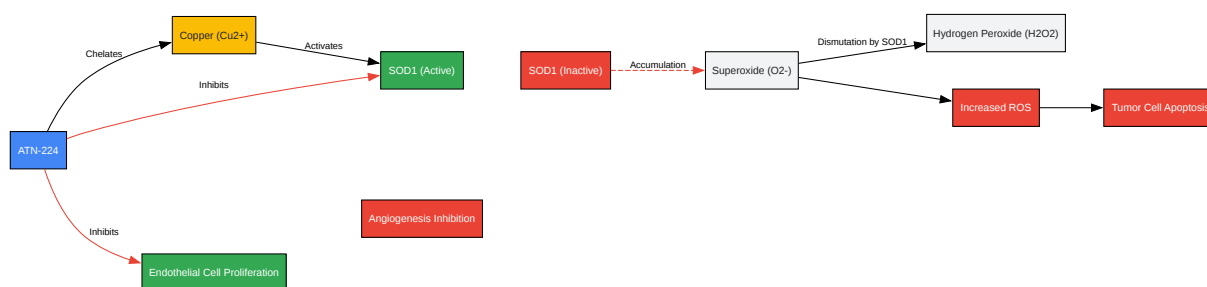 Copper (Cu2+)
Chelates
Activates
SOD1 (Active)
Inhibits
ATN-224
Inhibits
Endothelial Cell Proliferation
Angiogenesis Inhibition
SOD1 (Inactive)
Accumulation
Superoxide (O2-)
Dismutation by SOD1
Hydrogen Peroxide (H2O2)
Increased ROS
Tumor Cell Apoptosis